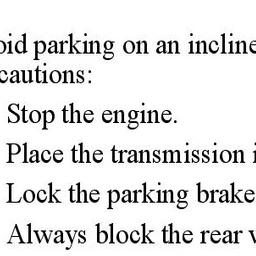 oid parking on an incline
cautions:
Stop the engine.
Place the transmission i
Lock the parking brake
Always block the rear